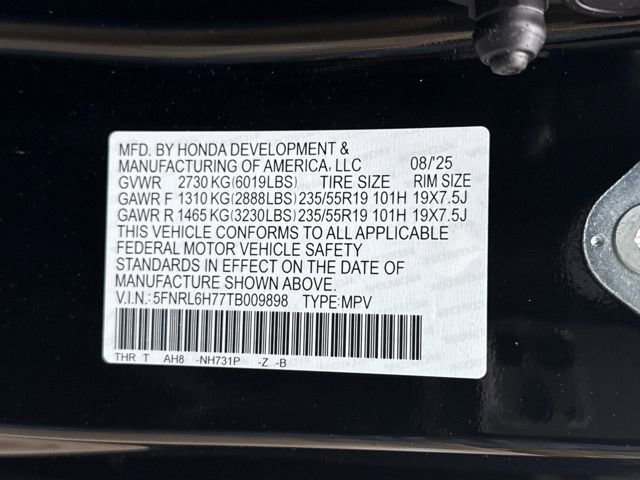 MFD. BY HONDA DEVELOPMENT &
MANUFACTURING OF AMERICA, LLC 08/'25
GVWR 2730 KG(6019LBS) TIRE SIZE RIM SIZE
GAWR F 1310 KG(2888LBS) 235/55R19 101H 19X7.5J
GAWR R 1465 KG(3230LBS) 235/55R19 101H 19X7.5J
THIS VEHICLE CONFORMS TO ALL APPLICABLE
FEDERAL MOTOR VEHICLE SAFETY
STANDARDS IN EFFECT ON THE DATE OF
MANUFACTURE SHOWN ABOVE.
V.I.N.: 5FNRL6H77TB009898 TYPE:MPV
THR T AH8 -NH731P -Z -B